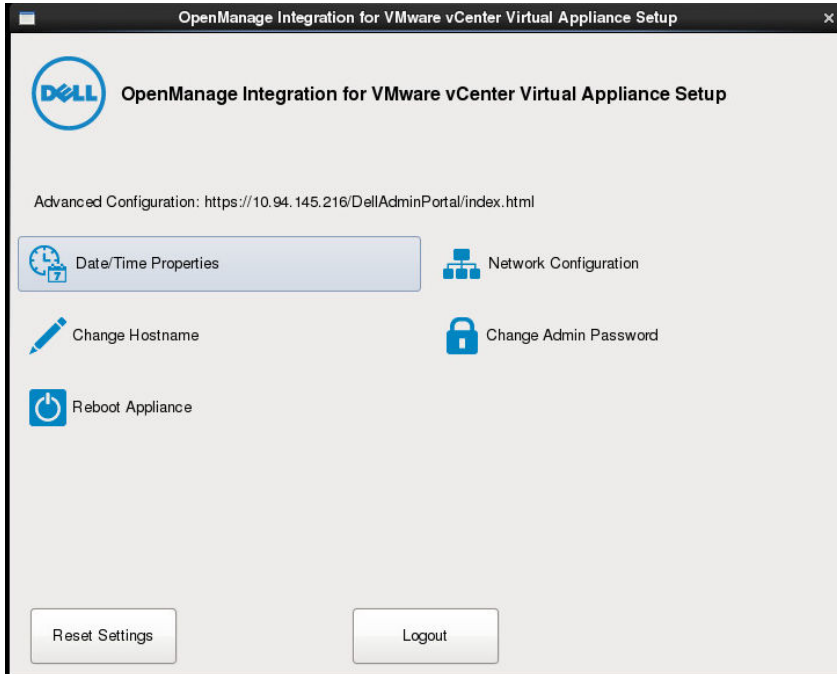 OpenManage Integration for VMware vCenter Virtual Appliance Setup
DELL
OpenManage Integration for VMware vCenter Virtual Appliance Setup
Advanced Configuration: https://10.94.145.216/DellAdminPortal/index.html
Date/Time Properties
7
Network Configuration
Change Hostname
Change Admin Password
Reboot Appliance
Reset Settings
Logout